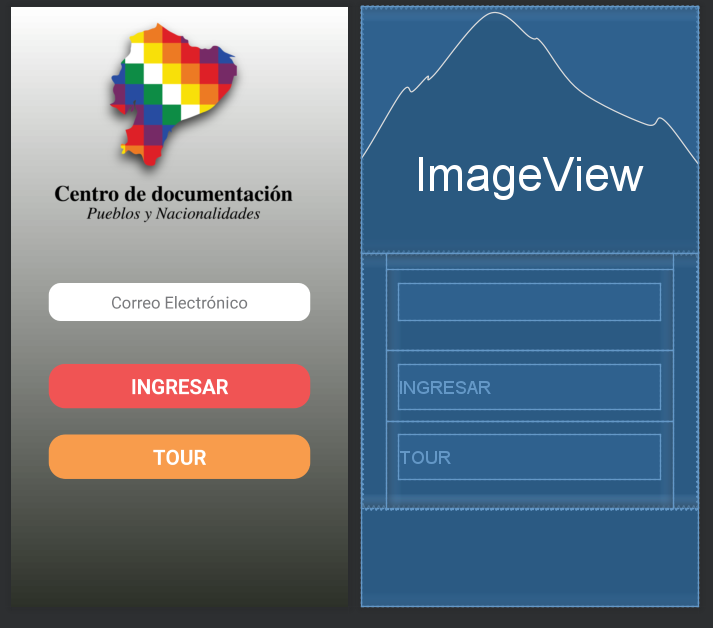 Centro de documentación
Pueblos y Nacionalidades
Correo Electrónico
INGRESAR
TOUR
ImageView
INGRESAR
TOUR